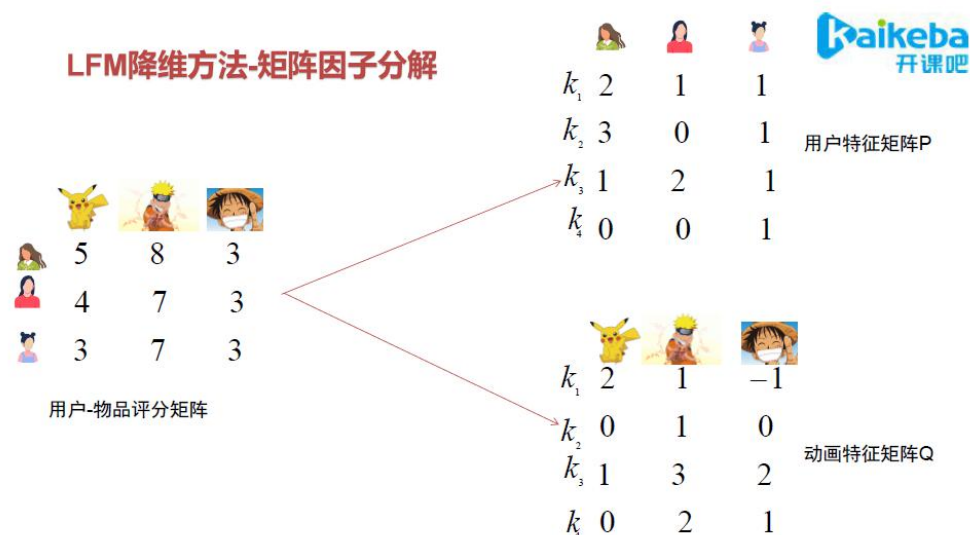 LFM降维方法-矩阵因子分解
Kaikeba
开课吧
k₁ 2 1 1
k₂ 3 0 1
k₃ 1 2 1
k₄ 0 0 1
用户特征矩阵P
5 8 3
4 7 3
3 7 3
用户-物品评分矩阵
k₁ 2 1 −1
k₂ 0 1 0
k₃ 1 3 2
k 0 2 1
动画特征矩阵Q